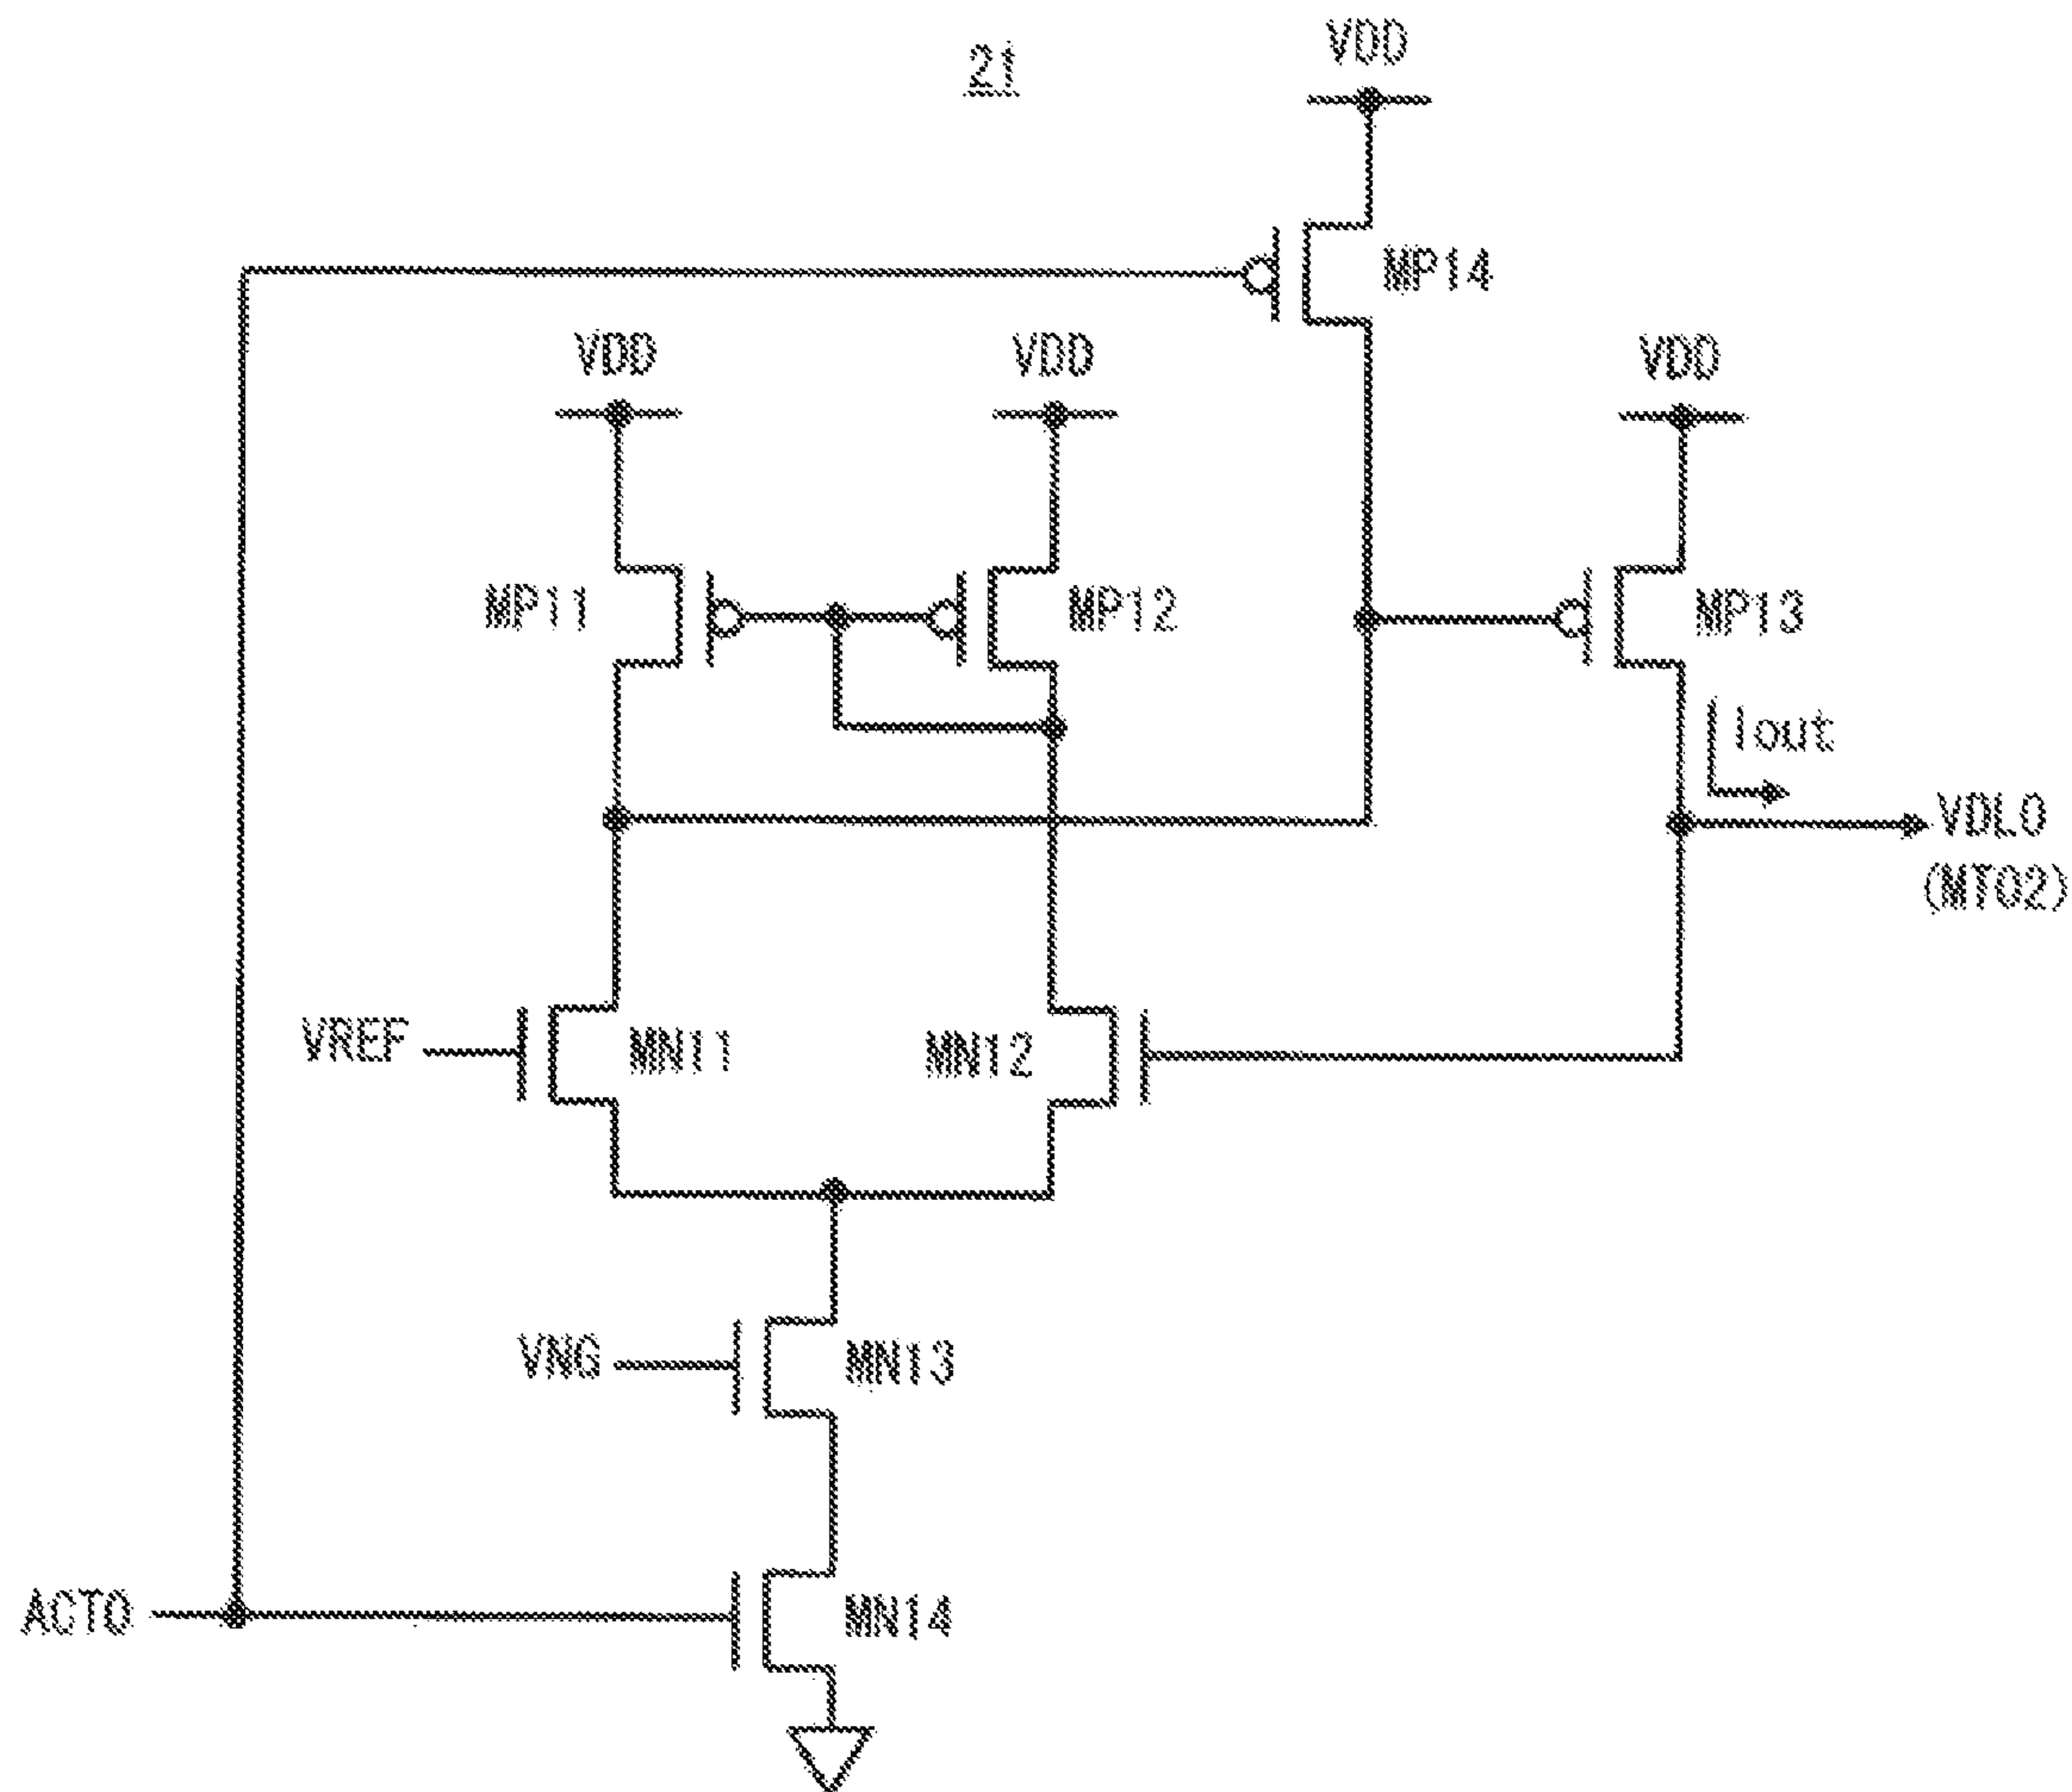 21
VDD
MP14
VDD
VDD
VDD
MP11
MP12
MP13
Iout
VDL0
(MT02)
VREF
MN11
MN12
VNG
MN13
ACT0
MN14